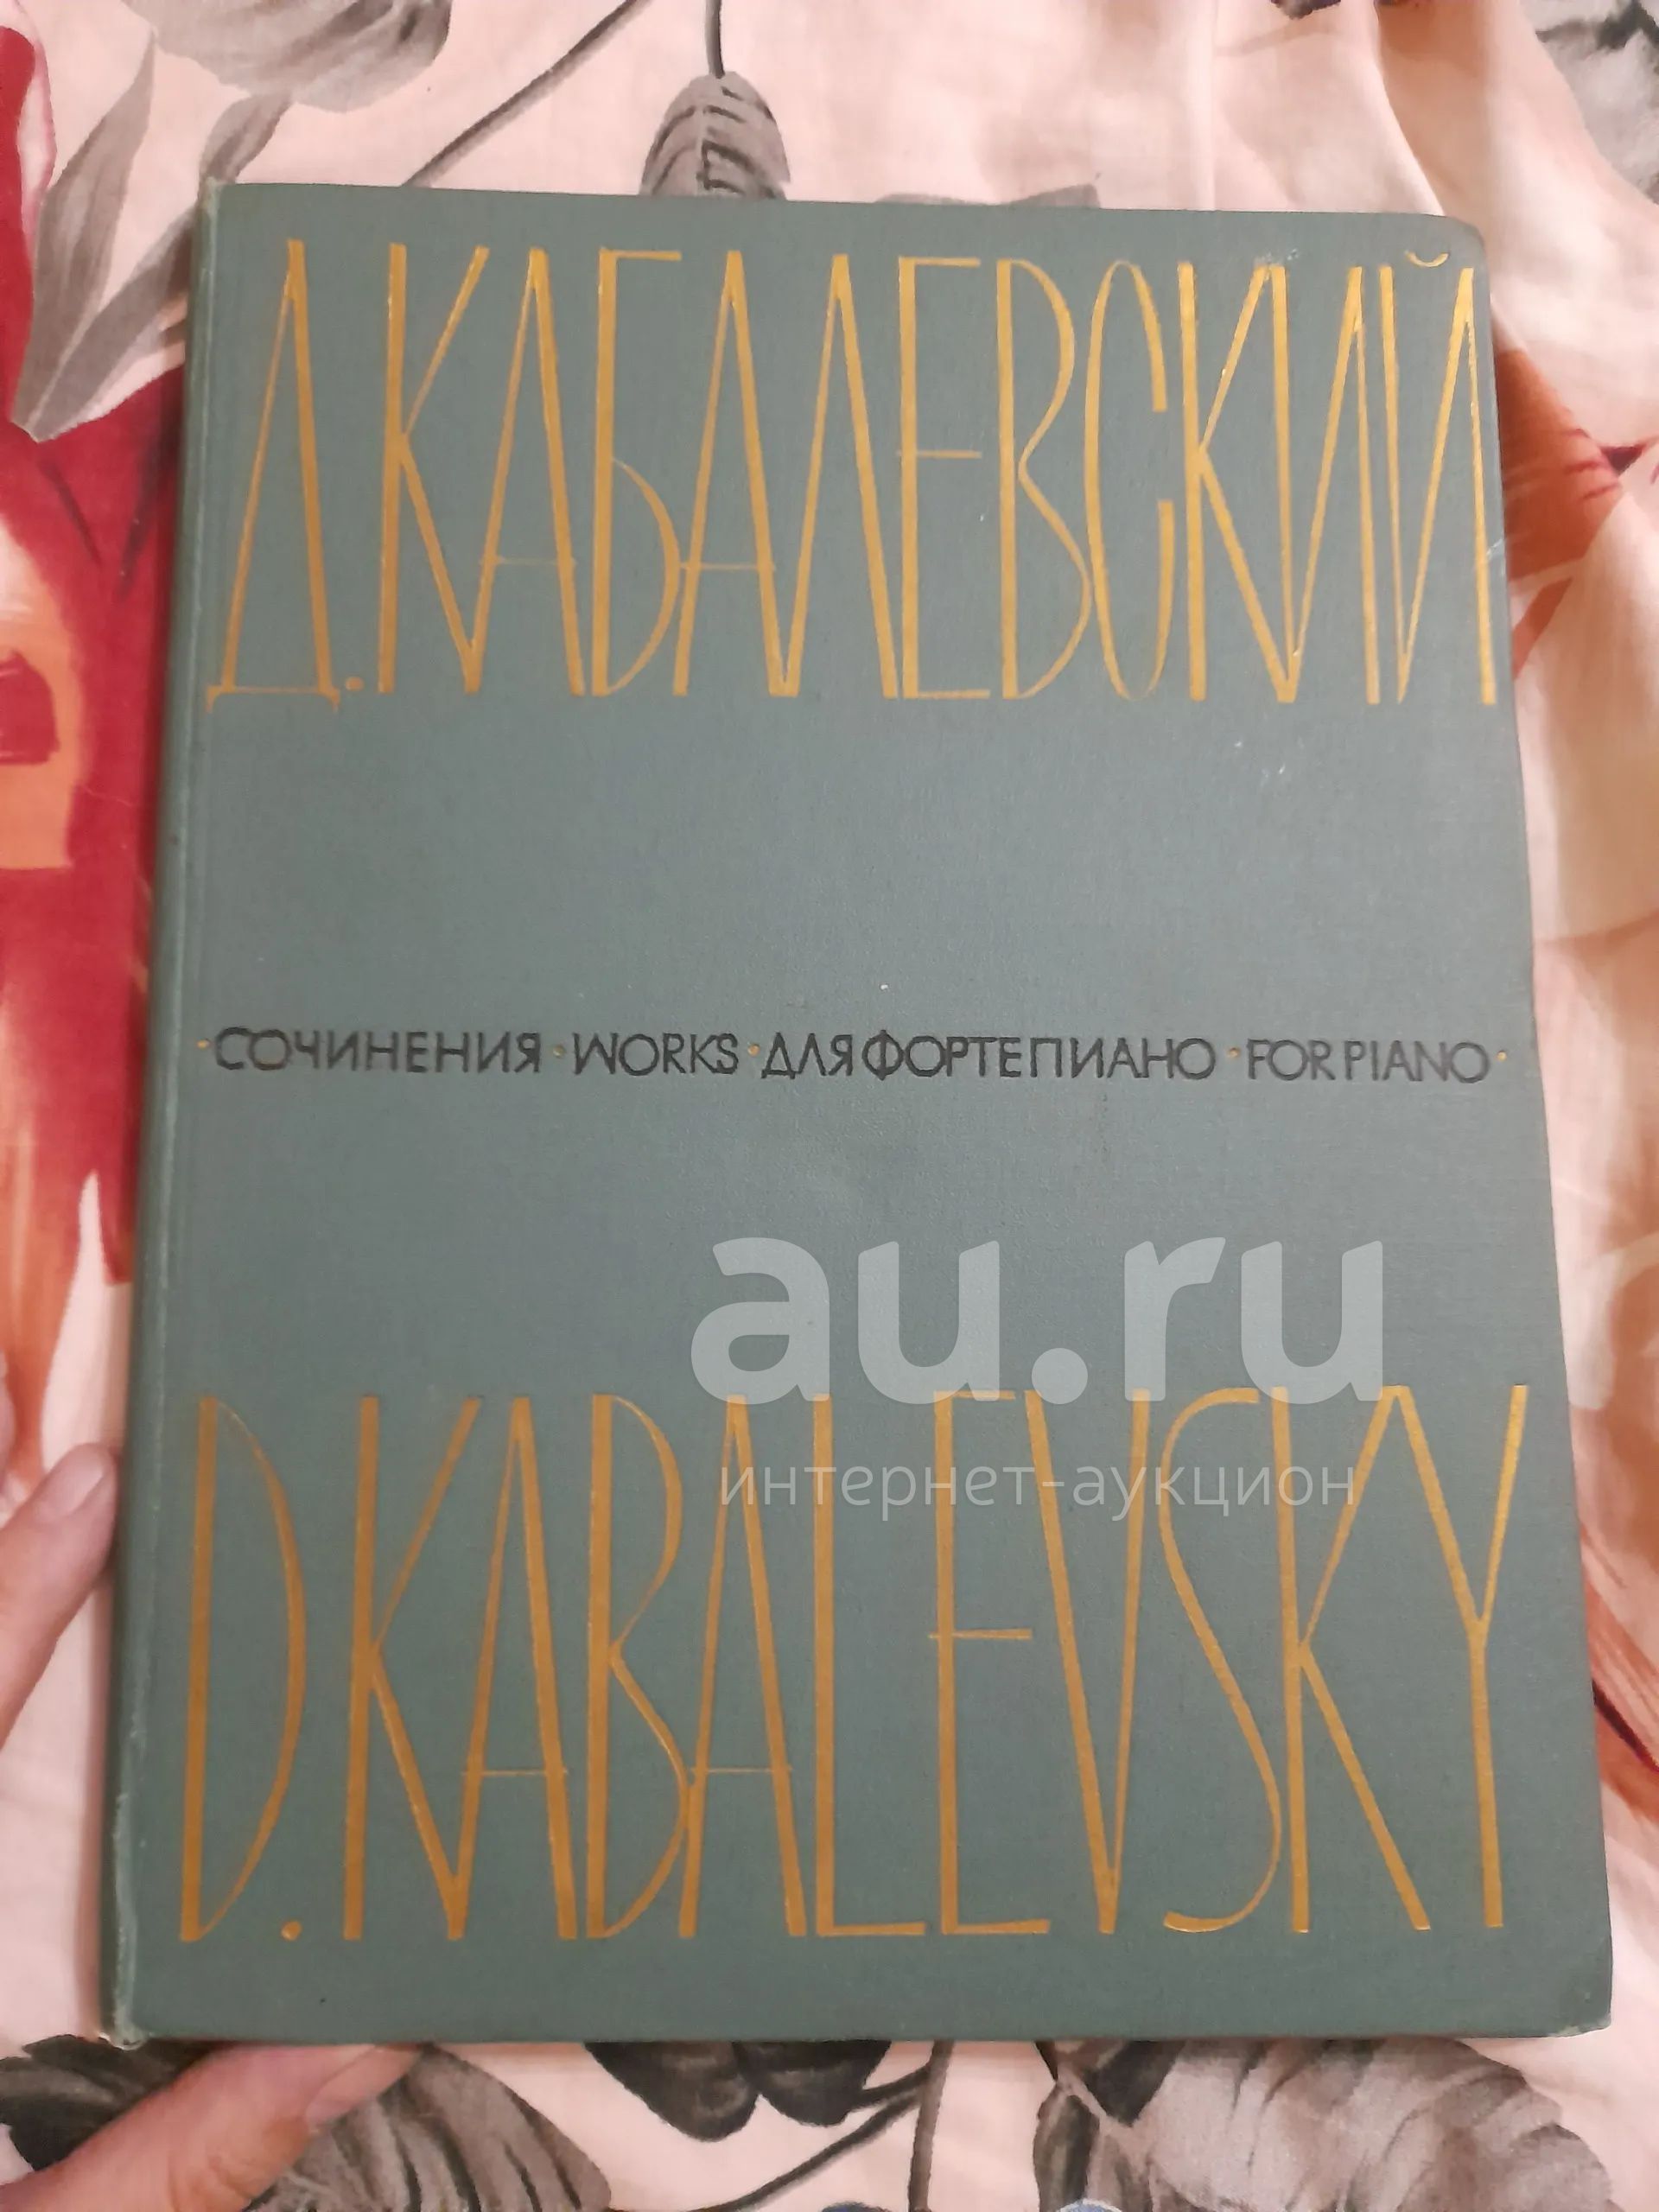 Д.КАБАЛЕВСКИЙ
·СОЧИНЕНИЯ·WORKS·ДЛЯ ФОРТЕПИАНО·FOR PIANO·
au.ru
D.KABALEVSKY
интернет-аукцион